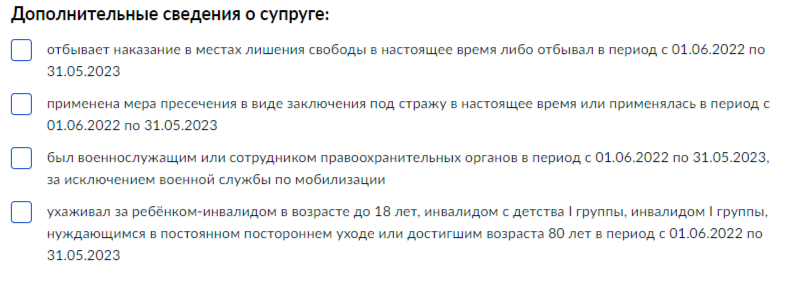 Дополнительные сведения о супруге:
отбывает наказание в местах лишения свободы в настоящее время либо отбывал в период с 01.06.2022 по
31.05.2023
применена мера пресечения в виде заключения под стражу в настоящее время или применялась в период с
01.06.2022 по 31.05.2023
был военнослужащим или сотрудником правоохранительных органов в период с 01.06.2022 по 31.05.2023,
за исключением военной службы по мобилизации
ухаживал за ребёнком-инвалидом в возрасте до 18 лет, инвалидом с детства I группы, инвалидом I группы,
нуждающимся в постоянном постороннем уходе или достигшим возраста 80 лет в период с 01.06.2022 по
31.05.2023